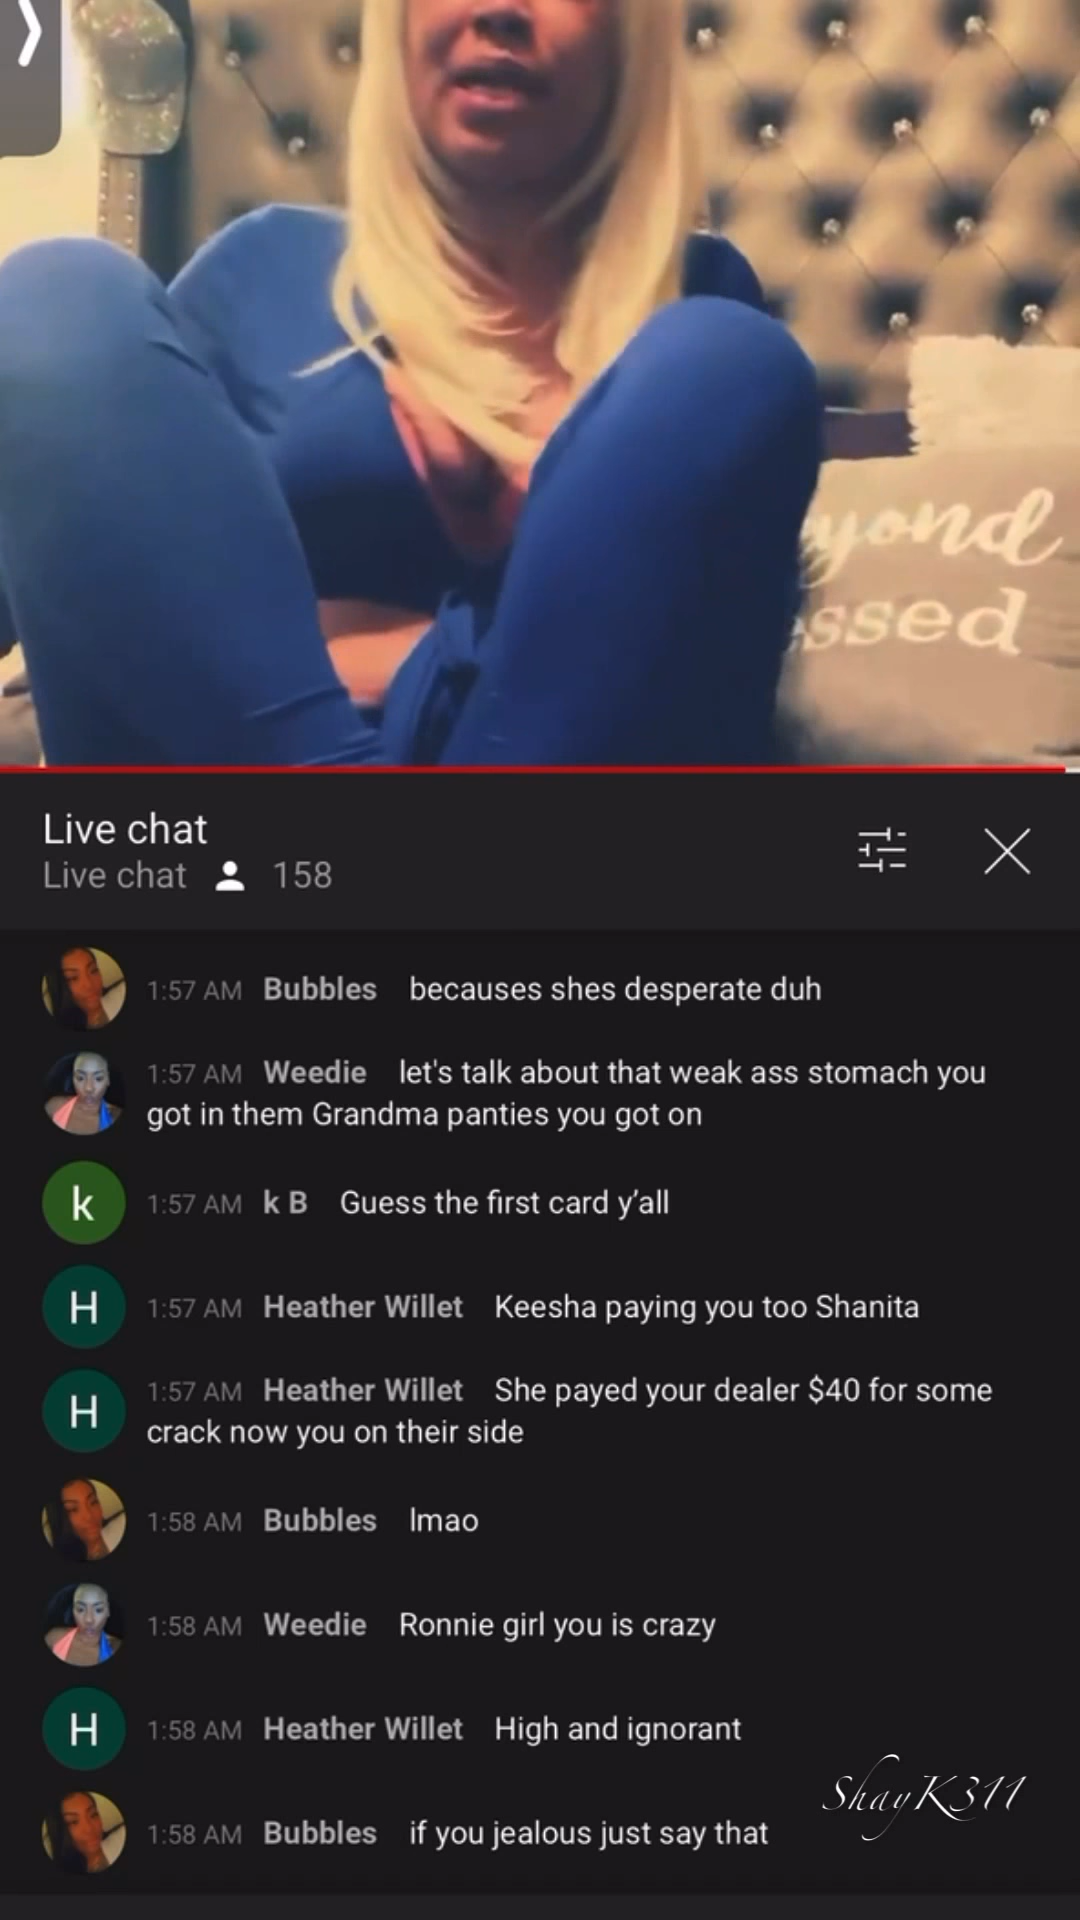 yond
ssed
Live chat
Live chat 158
1:57 AM Bubbles becauses shes desperate duh
1:57 AM Weedie let's talk about that weak ass stomach you
got in them Grandma panties you got on
k 1:57 AM k B Guess the first card y’all
H 1:57 AM Heather Willet Keesha paying you too Shanita
H 1:57 AM Heather Willet She payed your dealer $40 for some
crack now you on their side
1:58 AM Bubbles lmao
1:58 AM Weedie Ronnie girl you is crazy
H 1:58 AM Heather Willet High and ignorant
ShayK311
1:58 AM Bubbles if you jealous just say that